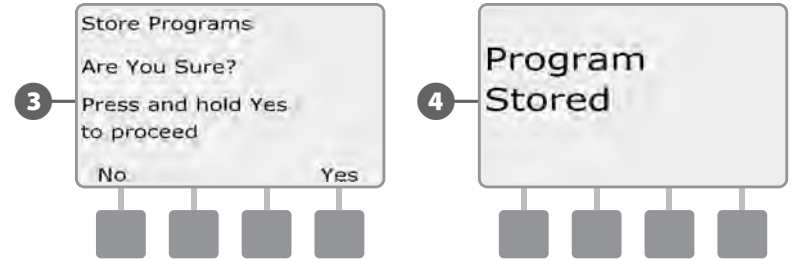 3
Store Programs
Are You Sure?
Press and hold Yes
to proceed
No Yes
4
Program
Stored